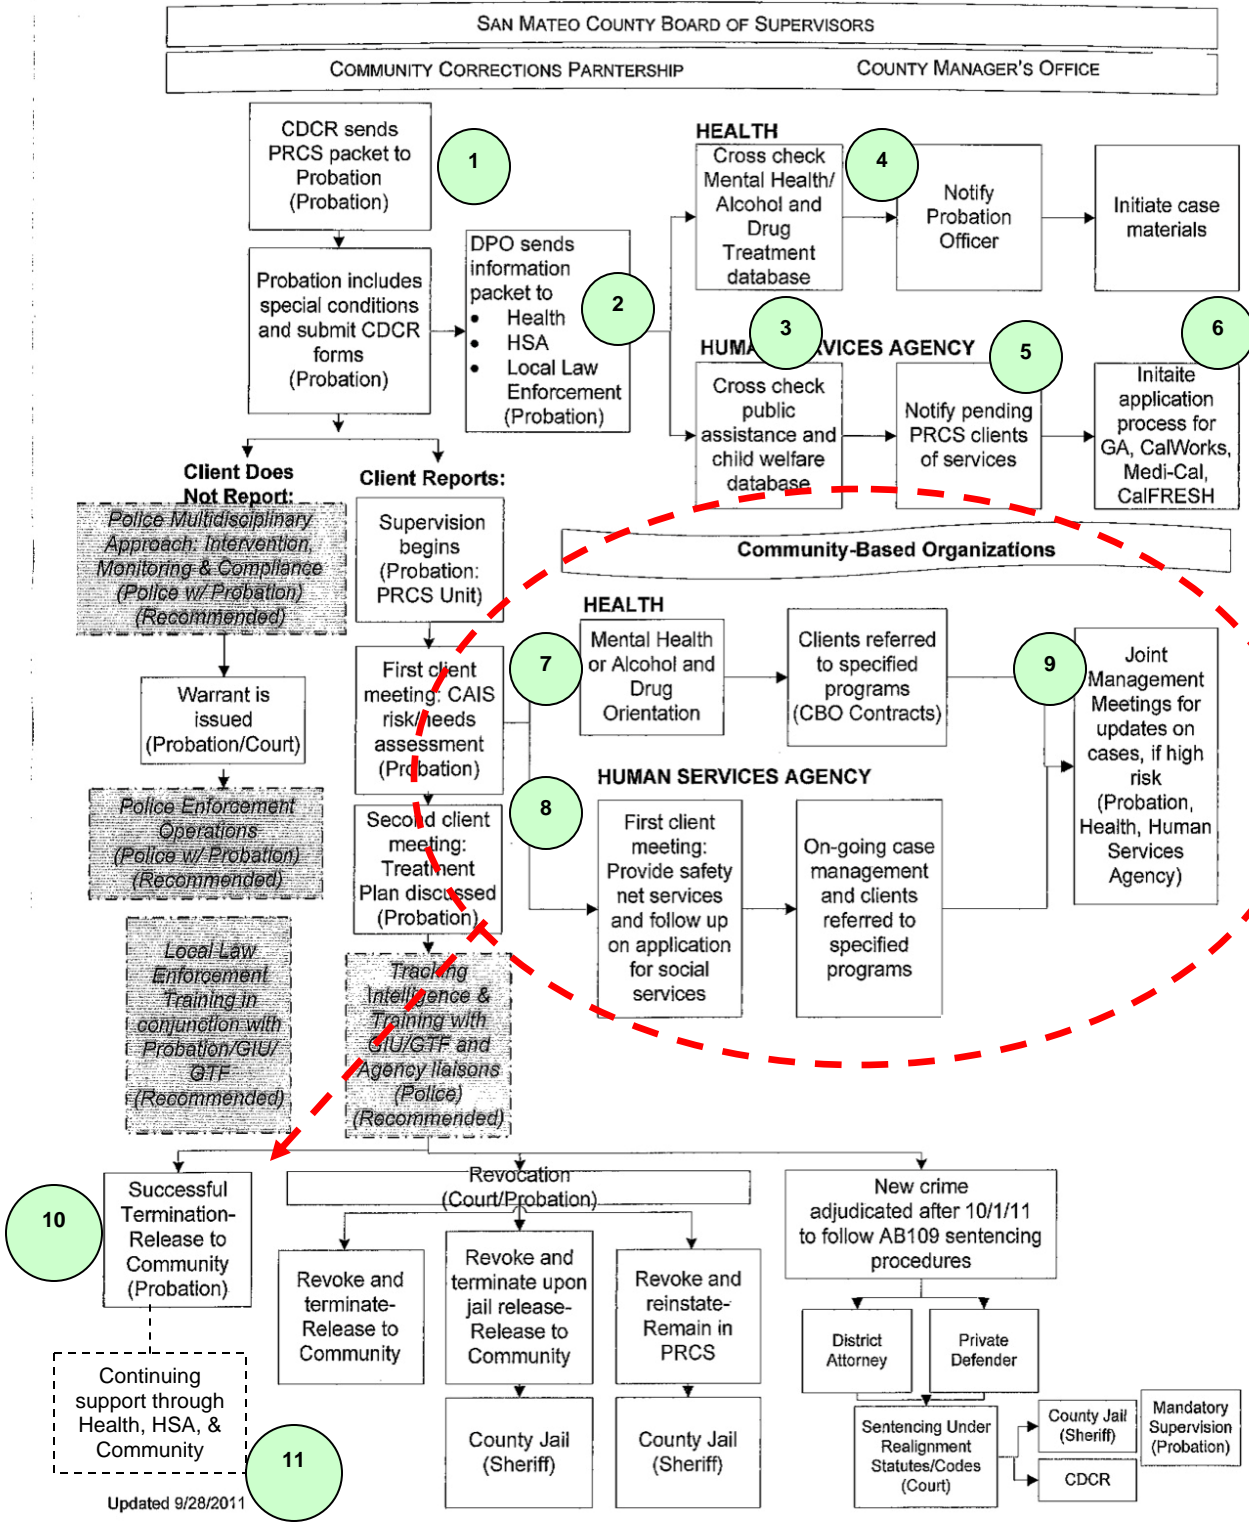 SAN MATEO COUNTY BOARD OF SUPERVISORS
COMMUNITY CORRECTIONS PARNTERSHIP
COUNTY MANAGER'S OFFICE
CDCR sends
PRCS packet to
Probation
(Probation)
1
Probation includes
special conditions
and submit CDCR
forms
(Probation)
DPO sends
information
packet to
• Health
• HSA
• Local Law
Enforcement
(Probation)
2
HEALTH
Cross check
Mental Health/
Alcohol and
Drug
Treatment
database
4
Notify
Probation
Officer
Initiate case
materials
3
HUMAN SERVICES AGENCY
5
6
Cross check
public
assistance and
child welfare
database
Notify pending
PRCS clients
of services
Initaite
application
process for
GA, CalWorks,
Medi-Cal,
CalFRESH
Client Does
Not Report:
Police Multidisciplinary
Approach: Intervention,
Monitoring & Compliance
(Police w/ Probation)
(Recommended)
Warrant is
issued
(Probation/Court)
Police Enforcement
Operations
(Police w/ Probation)
(Recommended)
Local Law
Enforcement
Training in
conjunction with
Probation/GIU/
GTF
(Recommended)
Client Reports:
Supervision
begins
(Probation:
PRCS Unit)
First client
meeting: CAIS
risk/needs
assessment
(Probation)
Second client
meeting:
Treatment
Plan discussed
(Probation)
Tracking
Intelligence &
Training with
GIU/GTF and
Agency liaisons
(Police)
(Recommended)
Community-Based Organizations
HEALTH
7
Mental Health
or Alcohol and
Drug
Orientation
Clients referred
to specified
programs
(CBO Contracts)
9
Joint
Management
Meetings for
updates on
cases, if high
risk
(Probation,
Health, Human
Services
Agency)
HUMAN SERVICES AGENCY
8
First client
meeting:
Provide safety
net services
and follow up
on application
for social
services
On-going case
management
and clients
referred to
specified
programs
10
Successful
Termination-
Release to
Community
(Probation)
Continuing
support through
Health, HSA, &
Community
11
Revocation
(Court/Probation)
Revoke and
terminate-
Release to
Community
Revoke and
terminate upon
jail release-
Release to
Community
Revoke and
reinstate-
Remain in
PRCS
County Jail
(Sheriff)
County Jail
(Sheriff)
New crime
adjudicated after 10/1/11
to follow AB109 sentencing
procedures
District
Attorney
Private
Defender
Sentencing Under
Realignment
Statutes/Codes
(Court)
County Jail
(Sheriff)
Mandatory
Supervision
(Probation)
CDCR
Updated 9/28/2011